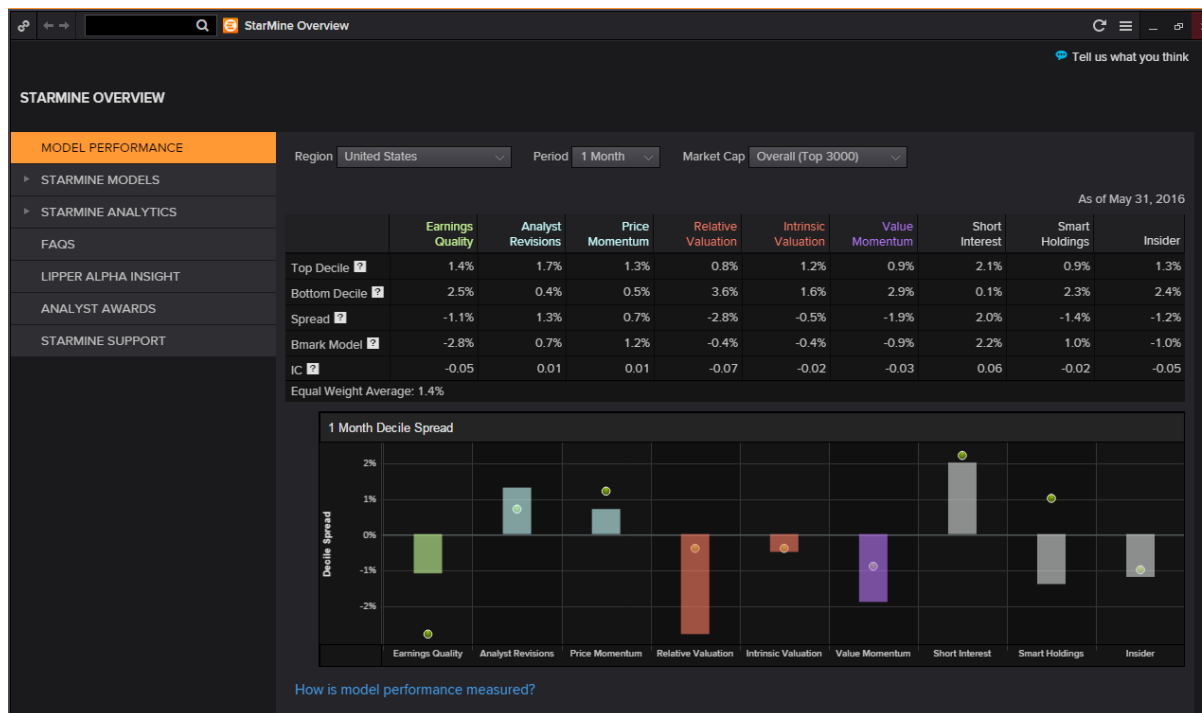 StarMine Overview
Tell us what you think
STARMINE OVERVIEW
MODEL PERFORMANCE
STARMINE MODELS
STARMINE ANALYTICS
FAQS
LIPPER ALPHA INSIGHT
ANALYST AWARDS
STARMINE SUPPORT
Region United States Period 1 Month Market Cap Overall (Top 3000)
As of May 31, 2016
Earnings Quality Analyst Revisions Price Momentum Relative Valuation Intrinsic Valuation Value Momentum Short Interest Smart Holdings Insider
Top Decile ? 1.4% 1.7% 1.3% 0.8% 1.2% 0.9% 2.1% 0.9% 1.3%
Bottom Decile ? 2.5% 0.4% 0.5% 3.6% 1.6% 2.9% 0.1% 2.3% 2.4%
Spread ? -1.1% 1.3% 0.7% -2.8% -0.5% -1.9% 2.0% -1.4% -1.2%
Bmark Model ? -2.8% 0.7% 1.2% -0.4% -0.4% -0.9% 2.2% 1.0% -1.0%
IC ? -0.05 0.01 0.01 -0.07 -0.02 -0.03 0.06 -0.02 -0.05
Equal Weight Average: 1.4%
1 Month Decile Spread
Decile Spread
2%
1%
0%
-1%
-2%
Earnings Quality Analyst Revisions Price Momentum Relative Valuation Intrinsic Valuation Value Momentum Short Interest Smart Holdings Insider
How is model performance measured?